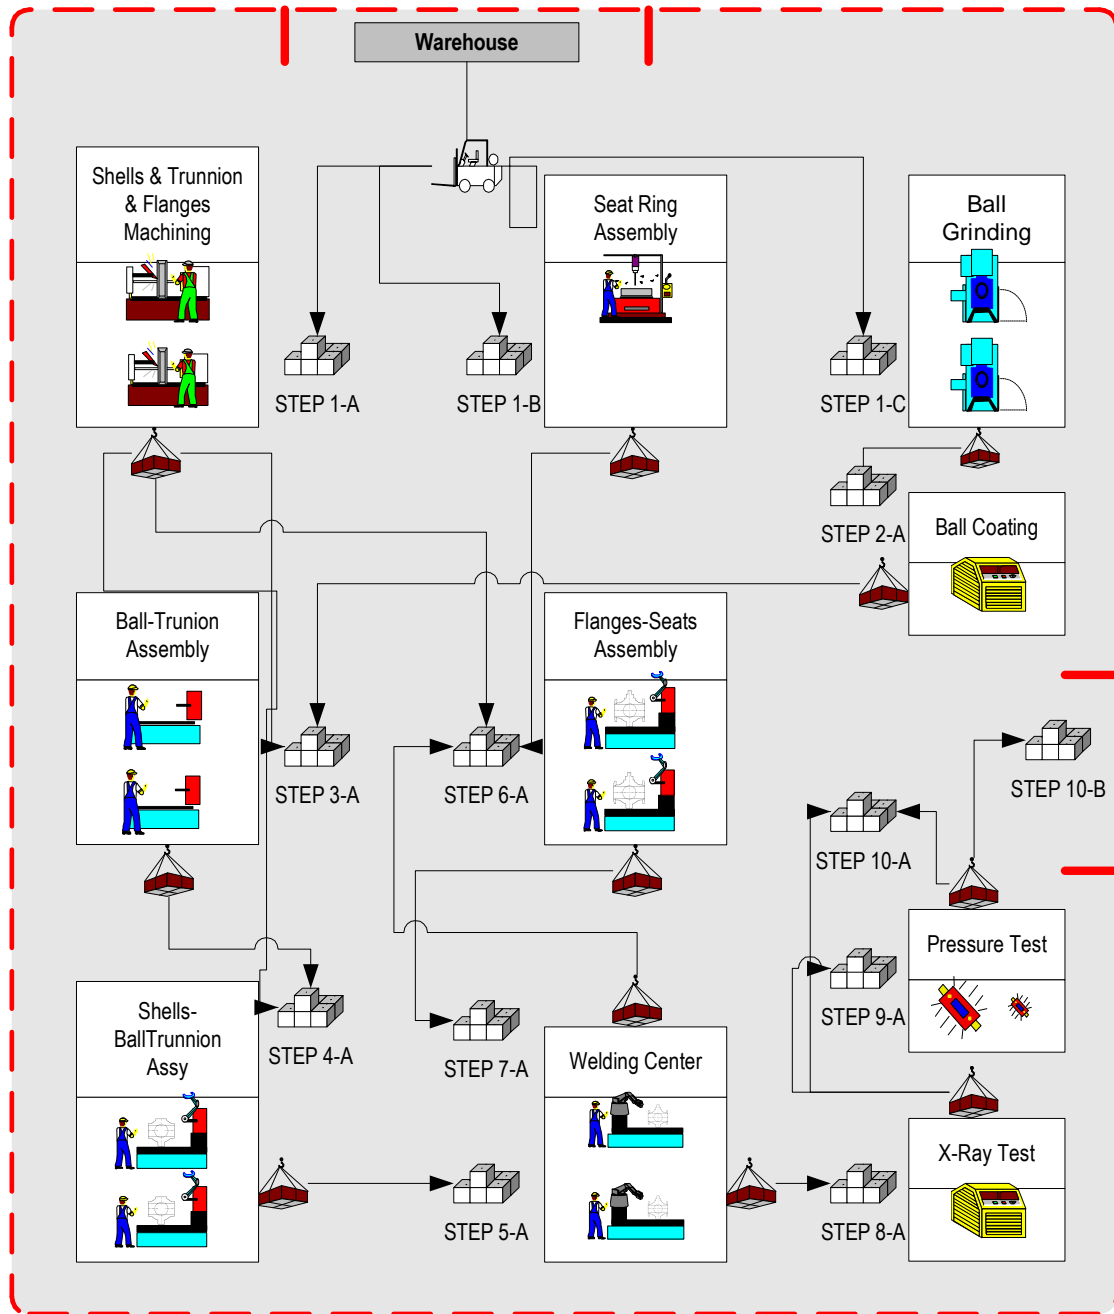 Warehouse
Shells & Trunnion
& Flanges
Machining
Seat Ring
Assembly
Ball
Grinding
STEP 1-A
STEP 1-B
STEP 1-C
STEP 2-A
Ball Coating
Ball-Trunion
Assembly
Flanges-Seats
Assembly
STEP 3-A
STEP 6-A
STEP 10-B
STEP 10-A
Pressure Test
STEP 9-A
Shells-
BallTrunnion
Assy
STEP 4-A
STEP 7-A
Welding Center
X-Ray Test
STEP 5-A
STEP 8-A